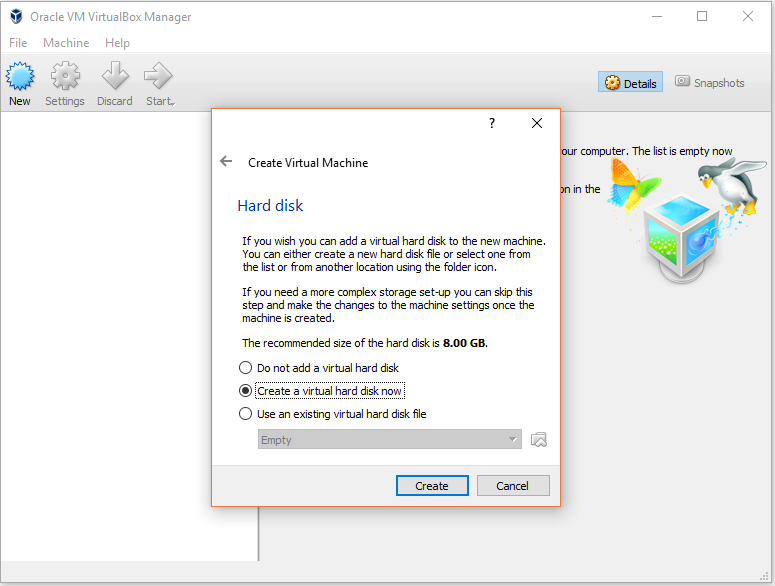 Oracle VM VirtualBox Manager
File Machine Help
New Settings Discard Start
Details Snapshots
our computer. The list is empty now
on in the
?
Create Virtual Machine
Hard disk
If you wish you can add a virtual hard disk to the new machine.
You can either create a new hard disk file or select one from
the list or from another location using the folder icon.
If you need a more complex storage set-up you can skip this
step and make the changes to the machine settings once the
machine is created.
The recommended size of the hard disk is 8.00 GB.
Do not add a virtual hard disk
Create a virtual hard disk now
Use an existing virtual hard disk file
Empty
Create Cancel